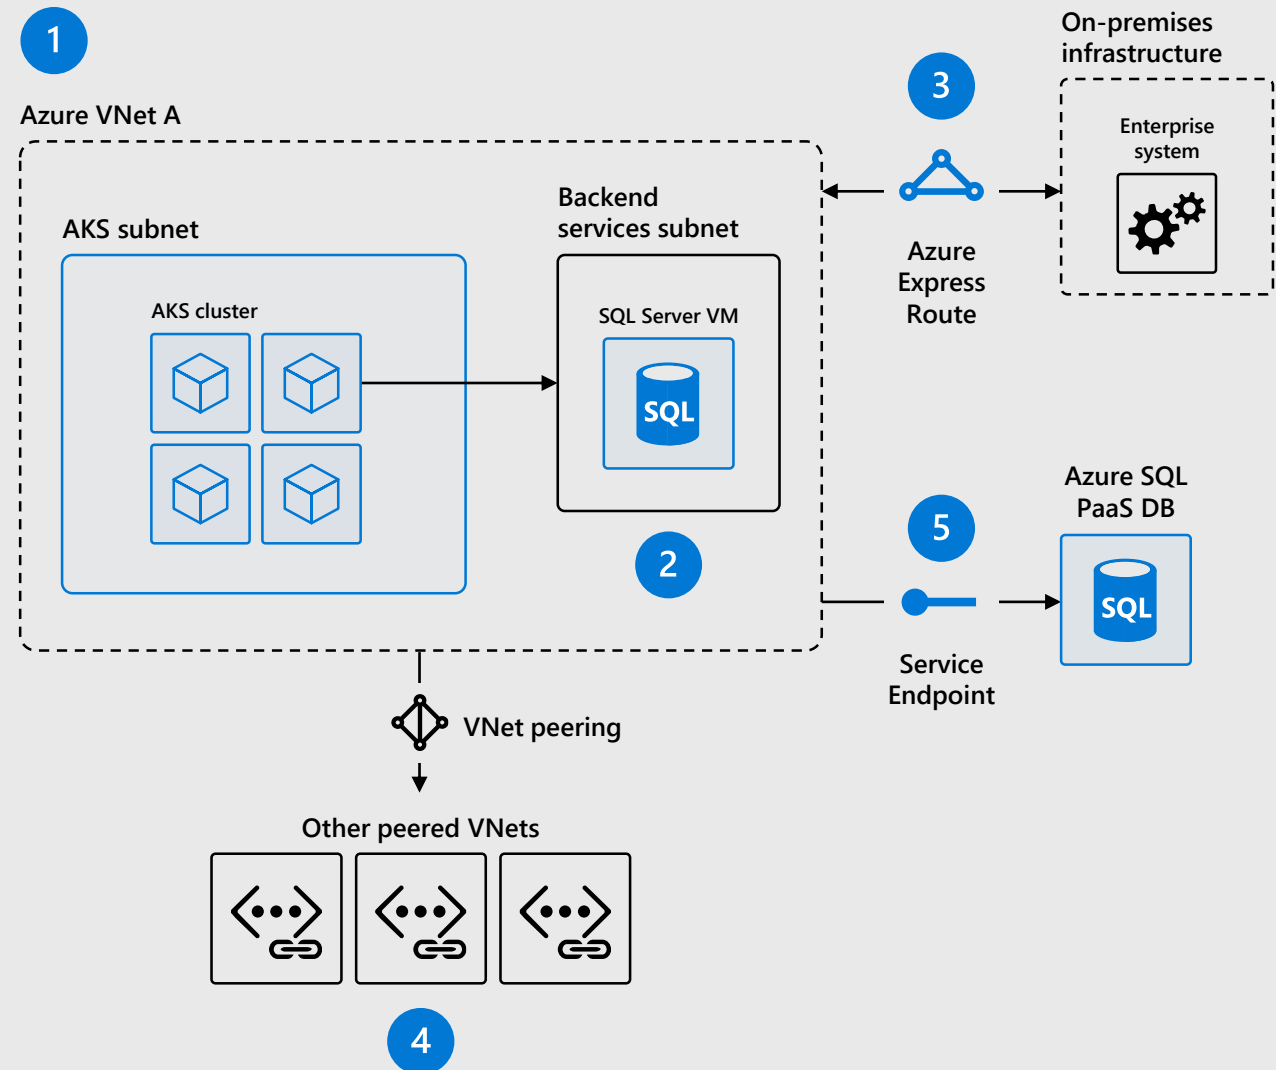 1
Azure VNet A
AKS subnet
AKS cluster
Backend
services subnet
SQL Server VM
SQL
2
3
Azure
Express
Route
On-premises
infrastructure
Enterprise
system
5
Service
Endpoint
Azure SQL
PaaS DB
SQL
VNet peering
Other peered VNets
4